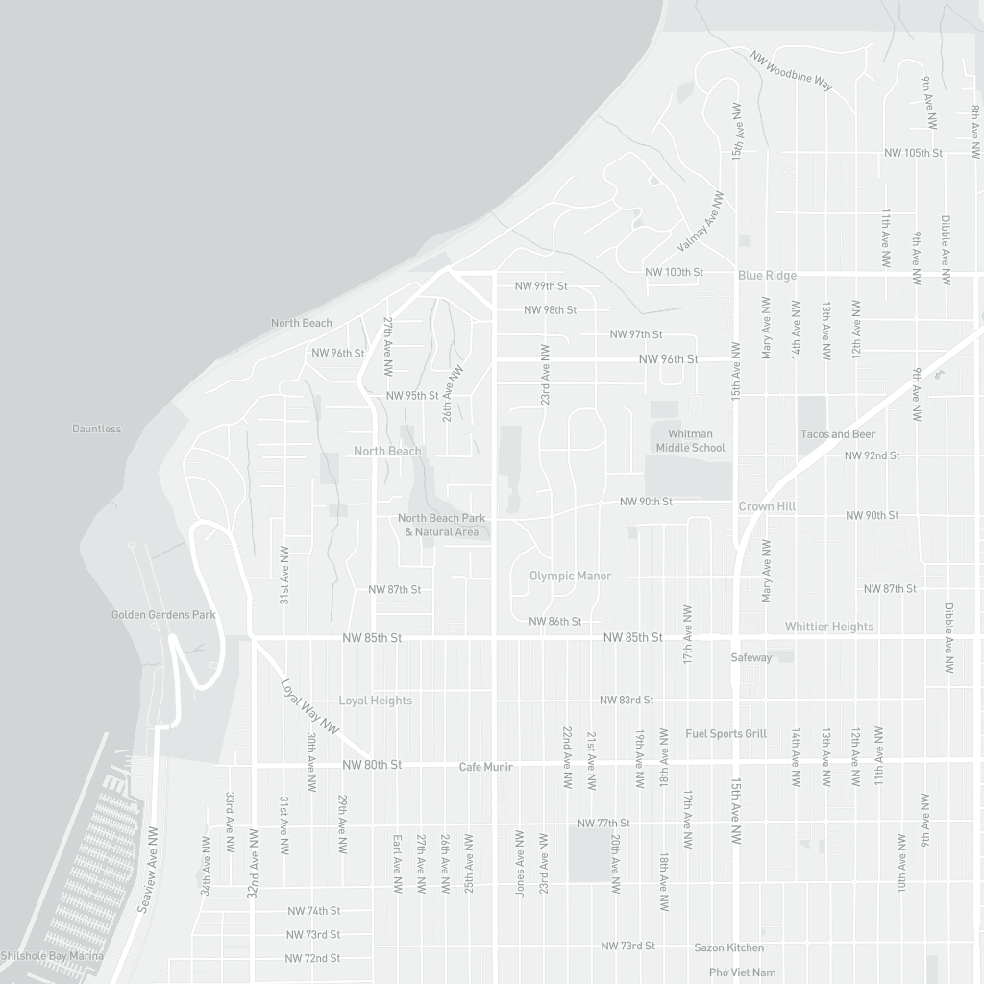 NW Woodbine Way
9th Ave NW
8th Ave NW
15th Ave NW
NW 105th St
Valmay Ave NW
11th Ave NW
9th Ave NW
Dibble Ave NW
NW 100th St
Blue Ridge
NW 99th St
NW 98th St
North Beach
27th Ave NW
NW 97th St
Mary Ave NW
14th Ave NW
13th Ave NW
12th Ave NW
NW 96th St
NW 96th St
23rd Ave NW
15th Ave NW
26th Ave NW
NW 95th St
9th Ave NW
Dauntless
Whitman
Middle School
Tacos and Beer
North Beach
NW 92nd St
NW 90th St
Crown Hill
North Beach Park
& Natural Area
NW 90th St
31st Ave NW
Mary Ave NW
Olympic Manor
NW 87th St
NW 87th St
Golden Gardens Park
NW 86th St
Dibble Ave NW
Whittier Heights
NW 85th St
NW 85th St
17th Ave NW
Safeway
Loyal Way NW
Loyal Heights
NW 83rd St
30th Ave NW
22nd Ave NW
21st Ave NW
19th Ave NW
18th Ave NW
Fuel Sports Grill
14th Ave NW
13th Ave NW
12th Ave NW
11th Ave NW
NW 80th St
Cafe Munir
33rd Ave NW
31st Ave NW
29th Ave NW
17th Ave NW
15th Ave NW
9th Ave NW
NW 77th St
Seaview Ave NW
34th Ave NW
32nd Ave NW
Earl Ave NW
27th Ave NW
26th Ave NW
25th Ave NW
Jones Ave NW
23rd Ave NW
20th Ave NW
18th Ave NW
10th Ave NW
NW 74th St
NW 73rd St
NW 73rd St
Sazon Kitchen
Shilshole Bay Marina
NW 72nd St
Pho Viet Nam